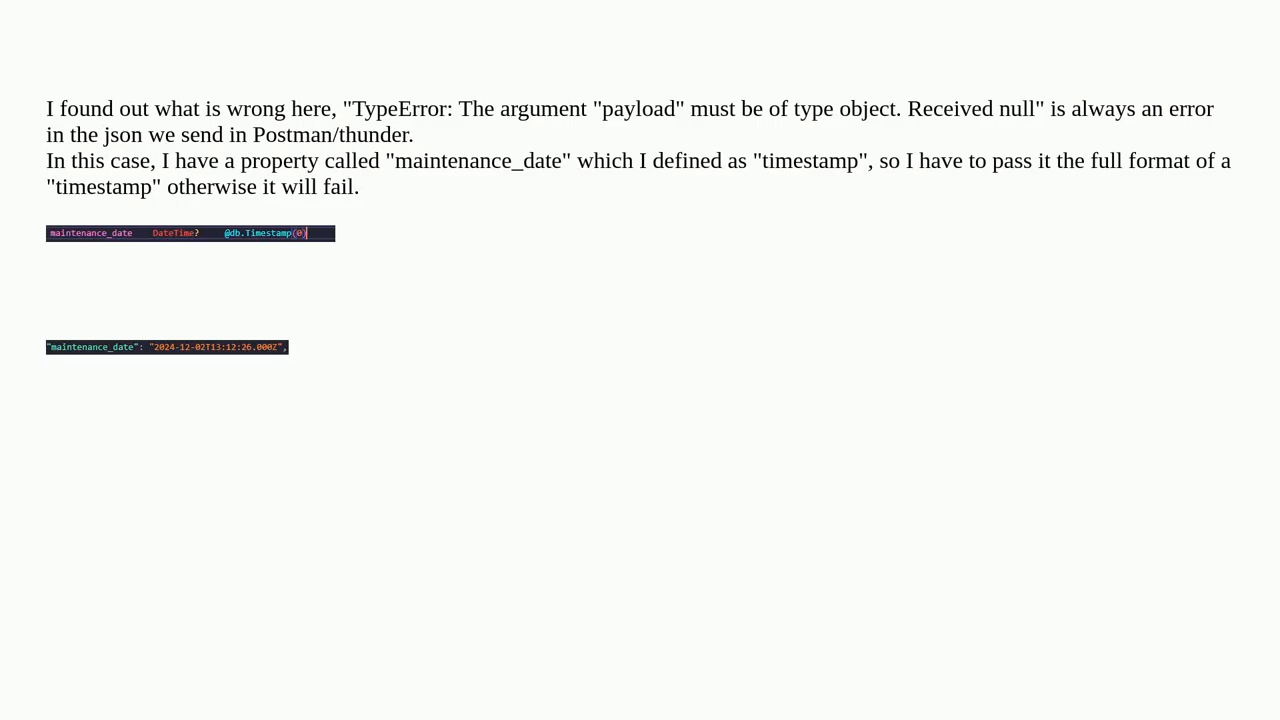 I found out what is wrong here, "TypeError: The argument "payload" must be of type object. Received null" is always an error
in the json we send in Postman/thunder.
In this case, I have a property called "maintenance_date" which I defined as "timestamp", so I have to pass it the full format of a
"timestamp" otherwise it will fail.
maintenance_date DateTime? @db.Timestamp(0)
"maintenance_date": "2024-12-02T13:12:26.000Z",